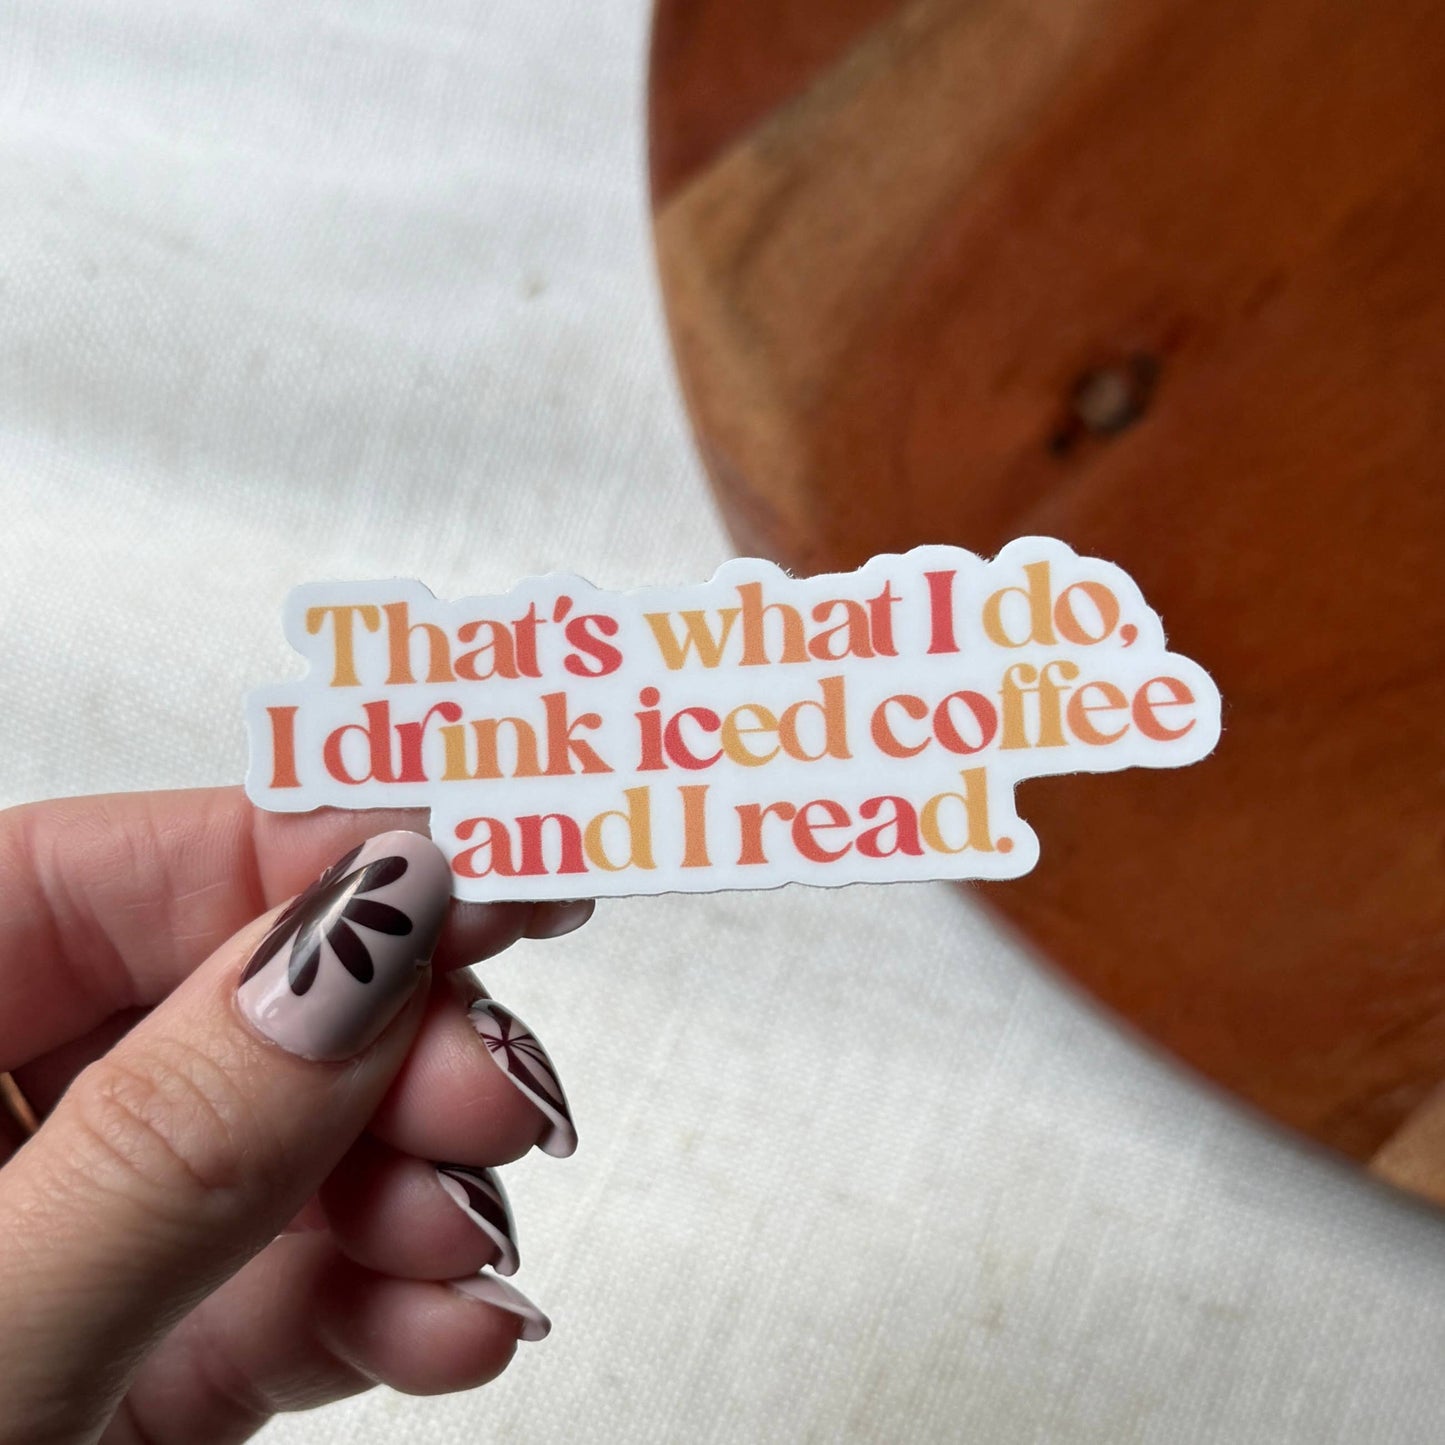 That's what I do,
I drink iced coffee
and I read.